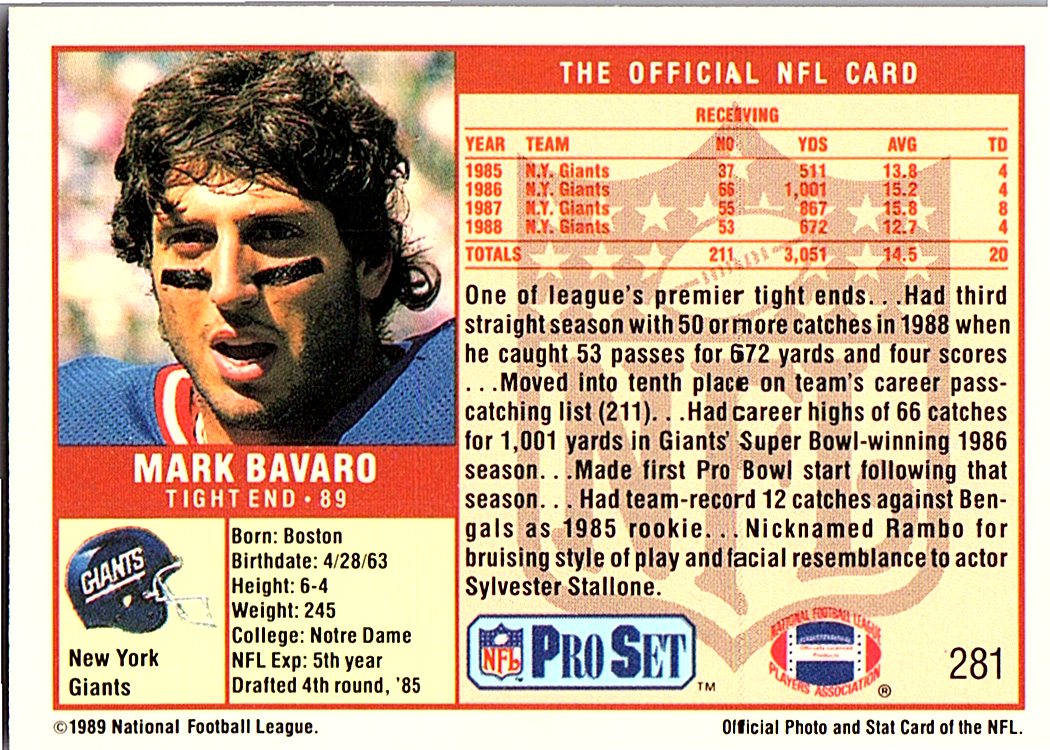 THE OFFICIAL NFL CARD
RECEIVING
YEAR TEAM NO YDS AVG TD
1985 N.Y. Giants 37 511 13.8 4
1986 N.Y. Giants 66 1,001 15.2 4
1987 N.Y. Giants 55 867 15.8 8
1988 N.Y. Giants 53 672 12.7 4
TOTALS 211 3,051 14.5 20
One of league's premier tight ends. . .Had third
straight season with 50 or more catches in 1988 when
he caught 53 passes for 672 yards and four scores
. . .Moved into tenth place on team's career pass-
catching list (211). . .Had career highs of 66 catches
for 1,001 yards in Giants' Super Bowl-winning 1986
season. . . Made first Pro Bowl start following that
season. . . Had team-record 12 catches against Ben-
gals as 1985 rookie. . . Nicknamed Rambo for
bruising style of play and facial resemblance to actor
Sylvester Stallone.
MARK BAVARO
TIGHT END • 89
GIANTS
New York
Giants
Born: Boston
Birthdate: 4/28/63
Height: 6-4
Weight: 245
College: Notre Dame
NFL Exp: 5th year
Drafted 4th round, '85
NFL PRO SET ™
NATIONAL FOOTBALL LEAGUE
Officially Licensed
Products
PLAYERS ASSOCIATION ®
281
NFL
©1989 National Football League.
Official Photo and Stat Card of the NFL.